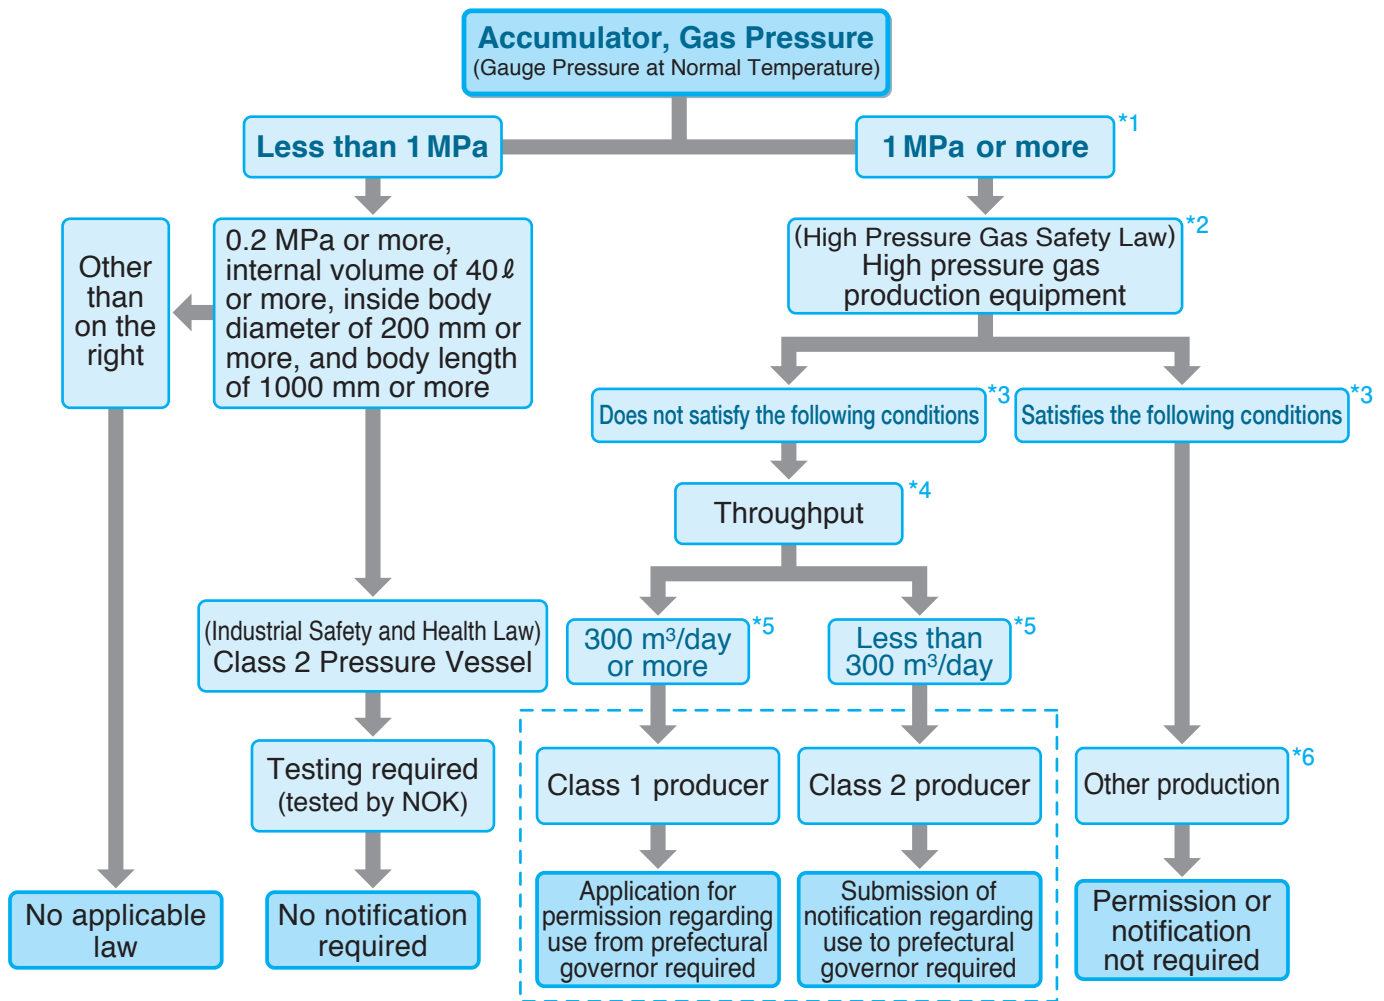 Accumulator, Gas Pressure
(Gauge Pressure at Normal Temperature)
Less than 1 MPa
1 MPa or more
*1
Other
than
on the
right
0.2 MPa or more,
internal volume of 40ℓ
or more, inside body
diameter of 200 mm or
more, and body length
of 1000 mm or more
(High Pressure Gas Safety Law)
High pressure gas
production equipment
*2
Does not satisfy the following conditions
*3
Satisfies the following conditions
*3
Throughput
*4
(Industrial Safety and Health Law)
Class 2 Pressure Vessel
300 m³/day
or more
*5
Less than
300 m³/day
*5
Testing required
(tested by NOK)
Class 1 producer
Class 2 producer
Other production
*6
No applicable
law
No notification
required
Application for
permission regarding
use from prefectural
governor required
Submission of
notification regarding
use to prefectural
governor required
Permission or
notification
not required